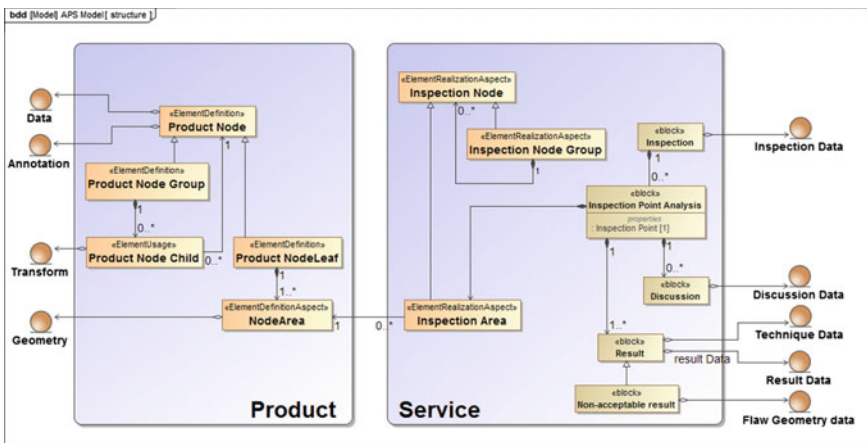 bdd [Model] APS Model[ structure ]
Data
Annotation
Transform
Geometry
«ElementDefinition»
Product Node
1
«ElementDefinition»
Product Node Group
1
0..*
«ElementUsage»
Product Node Child
0..*
«ElementDefinition»
Product NodeLeaf
1
1..*
«ElementDefinitionAspect»
NodeArea
1
0..*
Product
«ElementRealizationAspect»
Inspection Node
0..*
«ElementRealizationAspect»
Inspection Node Group
1
«ElementRealizationAspect»
Inspection Area
«block»
Inspection
1
0..*
«block»
Inspection Point Analysis
properties
: Inspection Point [1]
1
1
0..*
«block»
Discussion
1..*
«block»
Result
result Data
«block»
Non-acceptable result
Service
Inspection Data
Discussion Data
Technique Data
Result Data
Flaw Geometry data